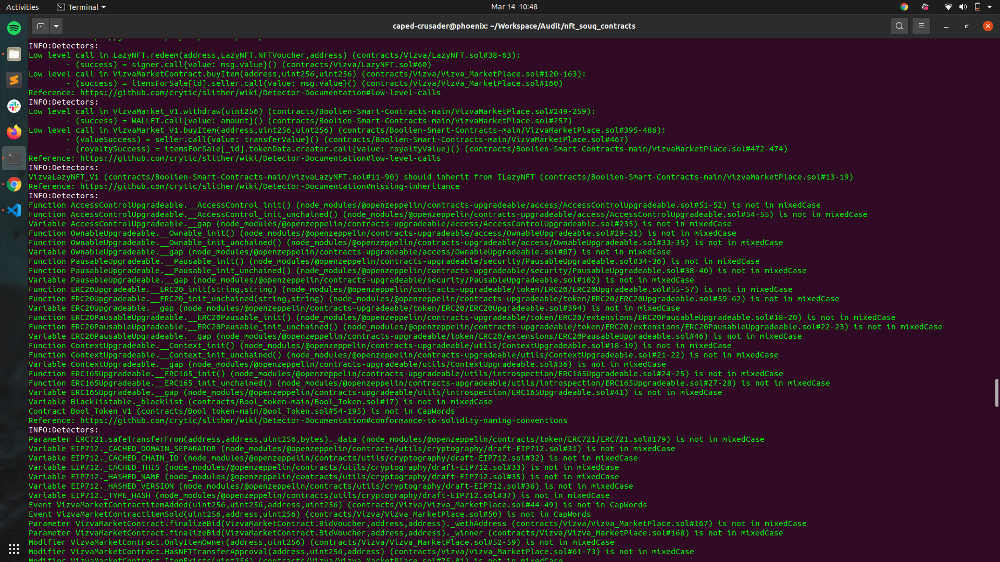 Activities
Terminal
Mar 14 10:48
caped-crusader@phoenix: ~/Workspace/Audit/nft_souq_contracts
INFO:Detectors:
Low level call in LazyNFT.redeem(address,LazyNFT.NFTVoucher,address) (contracts/Vizva/LazyNFT.sol#38-63):
- (success) = signer.call{value: msg.value}() (contracts/Vizva/LazyNFT.sol#60)
Low level call in VizvaMarketContract.buyItem(address,uint256,uint256) (contracts/Vizva/Vizva_MarketPlace.sol#120-163):
- (success) = itemsForSale[id].seller.call{value: msg.value}() (contracts/Vizva/Vizva_MarketPlace.sol#160)
Reference: https://github.com/crytic/slither/wiki/Detector-Documentation#low-level-calls
INFO:Detectors:
Low level call in VizvaMarket_V1.withdraw(uint256) (contracts/Boolien-Smart-Contracts-main/VizvaMarketPlace.sol#249-259):
- (success) = WALLET.call{value: amount}() (contracts/Boolien-Smart-Contracts-main/VizvaMarketPlace.sol#257)
Low level call in VizvaMarket_V1.buyItem(address,uint256,uint256) (contracts/Boolien-Smart-Contracts-main/VizvaMarketPlace.sol#395-486):
- (valueSuccess) = seller.call{value: transferValue}() (contracts/Boolien-Smart-Contracts-main/VizvaMarketPlace.sol#467)
- (royaltySuccess) = itemsForSale[_id].tokenData.creator.call{value: royaltyValue}() (contracts/Boolien-Smart-Contracts-main/VizvaMarketPlace.sol#472-474)
Reference: https://github.com/crytic/slither/wiki/Detector-Documentation#low-level-calls
INFO:Detectors:
VizvaLazyNFT_V1 (contracts/Boolien-Smart-Contracts-main/VizvaLazyNFT.sol#11-90) should inherit from ILazyNFT (contracts/Boolien-Smart-Contracts-main/VizvaMarketPlace.sol#13-19)
Reference: https://github.com/crytic/slither/wiki/Detector-Documentation#missing-inheritance
INFO:Detectors:
Function AccessControlUpgradeable.__AccessControl_init() (node_modules/@openzeppelin/contracts-upgradeable/access/AccessControlUpgradeable.sol#51-52) is not in mixedCase
Function AccessControlUpgradeable.__AccessControl_init_unchained() (node_modules/@openzeppelin/contracts-upgradeable/access/AccessControlUpgradeable.sol#54-55) is not in mixedCase
Variable AccessControlUpgradeable.__gap (node_modules/@openzeppelin/contracts-upgradeable/access/AccessControlUpgradeable.sol#235) is not in mixedCase
Function OwnableUpgradeable.__Ownable_init() (node_modules/@openzeppelin/contracts-upgradeable/access/OwnableUpgradeable.sol#29-31) is not in mixedCase
Function OwnableUpgradeable.__Ownable_init_unchained() (node_modules/@openzeppelin/contracts-upgradeable/access/OwnableUpgradeable.sol#33-35) is not in mixedCase
Variable OwnableUpgradeable.__gap (node_modules/@openzeppelin/contracts-upgradeable/access/OwnableUpgradeable.sol#87) is not in mixedCase
Function PausableUpgradeable.__Pausable_init() (node_modules/@openzeppelin/contracts-upgradeable/security/PausableUpgradeable.sol#34-36) is not in mixedCase
Function PausableUpgradeable.__Pausable_init_unchained() (node_modules/@openzeppelin/contracts-upgradeable/security/PausableUpgradeable.sol#38-40) is not in mixedCase
Variable PausableUpgradeable.__gap (node_modules/@openzeppelin/contracts-upgradeable/security/PausableUpgradeable.sol#102) is not in mixedCase
Function ERC20Upgradeable.__ERC20_init(string,string) (node_modules/@openzeppelin/contracts-upgradeable/token/ERC20/ERC20Upgradeable.sol#55-57) is not in mixedCase
Function ERC20Upgradeable.__ERC20_init_unchained(string,string) (node_modules/@openzeppelin/contracts-upgradeable/token/ERC20/ERC20Upgradeable.sol#59-62) is not in mixedCase
Variable ERC20Upgradeable.__gap (node_modules/@openzeppelin/contracts-upgradeable/token/ERC20/ERC20Upgradeable.sol#394) is not in mixedCase
Function ERC20PausableUpgradeable.__ERC20Pausable_init() (node_modules/@openzeppelin/contracts-upgradeable/token/ERC20/extensions/ERC20PausableUpgradeable.sol#18-20) is not in mixedCase
Function ERC20PausableUpgradeable.__ERC20Pausable_init_unchained() (node_modules/@openzeppelin/contracts-upgradeable/token/ERC20/extensions/ERC20PausableUpgradeable.sol#22-23) is not in mixedCase
Variable ERC20PausableUpgradeable.__gap (node_modules/@openzeppelin/contracts-upgradeable/token/ERC20/extensions/ERC20PausableUpgradeable.sol#46) is not in mixedCase
Function ContextUpgradeable.__Context_init() (node_modules/@openzeppelin/contracts-upgradeable/utils/ContextUpgradeable.sol#18-19) is not in mixedCase
Function ContextUpgradeable.__Context_init_unchained() (node_modules/@openzeppelin/contracts-upgradeable/utils/ContextUpgradeable.sol#21-22) is not in mixedCase
Variable ContextUpgradeable.__gap (node_modules/@openzeppelin/contracts-upgradeable/utils/ContextUpgradeable.sol#36) is not in mixedCase
Function ERC165Upgradeable.__ERC165_init() (node_modules/@openzeppelin/contracts-upgradeable/utils/introspection/ERC165Upgradeable.sol#24-25) is not in mixedCase
Function ERC165Upgradeable.__ERC165_init_unchained() (node_modules/@openzeppelin/contracts-upgradeable/utils/introspection/ERC165Upgradeable.sol#27-28) is not in mixedCase
Variable ERC165Upgradeable.__gap (node_modules/@openzeppelin/contracts-upgradeable/utils/introspection/ERC165Upgradeable.sol#41) is not in mixedCase
Variable Blacklistable._blacklist (contracts/Bool_token-main/Bool_Token.sol#17) is not in mixedCase
Contract Bool_Token_V1 (contracts/Bool_token-main/Bool_Token.sol#54-195) is not in CapWords
Reference: https://github.com/crytic/slither/wiki/Detector-Documentation#conformance-to-solidity-naming-conventions
INFO:Detectors:
Parameter ERC721.safeTransferFrom(address,address,uint256,bytes)._data (node_modules/@openzeppelin/contracts/token/ERC721/ERC721.sol#179) is not in mixedCase
Variable EIP712._CACHED_DOMAIN_SEPARATOR (node_modules/@openzeppelin/contracts/utils/cryptography/draft-EIP712.sol#31) is not in mixedCase
Variable EIP712._CACHED_CHAIN_ID (node_modules/@openzeppelin/contracts/utils/cryptography/draft-EIP712.sol#32) is not in mixedCase
Variable EIP712._CACHED_THIS (node_modules/@openzeppelin/contracts/utils/cryptography/draft-EIP712.sol#33) is not in mixedCase
Variable EIP712._HASHED_NAME (node_modules/@openzeppelin/contracts/utils/cryptography/draft-EIP712.sol#35) is not in mixedCase
Variable EIP712._HASHED_VERSION (node_modules/@openzeppelin/contracts/utils/cryptography/draft-EIP712.sol#36) is not in mixedCase
Variable EIP712._TYPE_HASH (node_modules/@openzeppelin/contracts/utils/cryptography/draft-EIP712.sol#37) is not in mixedCase
Event VizvaMarketContractitemAdded(uint256,uint256,address,uint256) (contracts/Vizva/Vizva_MarketPlace.sol#44-49) is not in CapWords
Event VizvaMarketContractitemSold(uint256,address,uint256) (contracts/Vizva/Vizva_MarketPlace.sol#50) is not in CapWords
Parameter VizvaMarketContract.finalizeBid(VizvaMarketContract.BidVoucher,address,address)._wethAddress (contracts/Vizva/Vizva_MarketPlace.sol#167) is not in mixedCase
Parameter VizvaMarketContract.finalizeBid(VizvaMarketContract.BidVoucher,address,address)._winner (contracts/Vizva/Vizva_MarketPlace.sol#168) is not in mixedCase
Modifier VizvaMarketContract.OnlyItemOwner(address,uint256) (contracts/Vizva/Vizva_MarketPlace.sol#52-59) is not in mixedCase
Modifier VizvaMarketContract.HasNFTTransferApproval(address,uint256,address) (contracts/Vizva/Vizva_MarketPlace.sol#61-73) is not in mixedCase
Modifier VizvaMarketContract.ItemExists(uint256) (contracts/Vizva/Vizva_MarketPlace.sol#75-81) is not in mixedCase